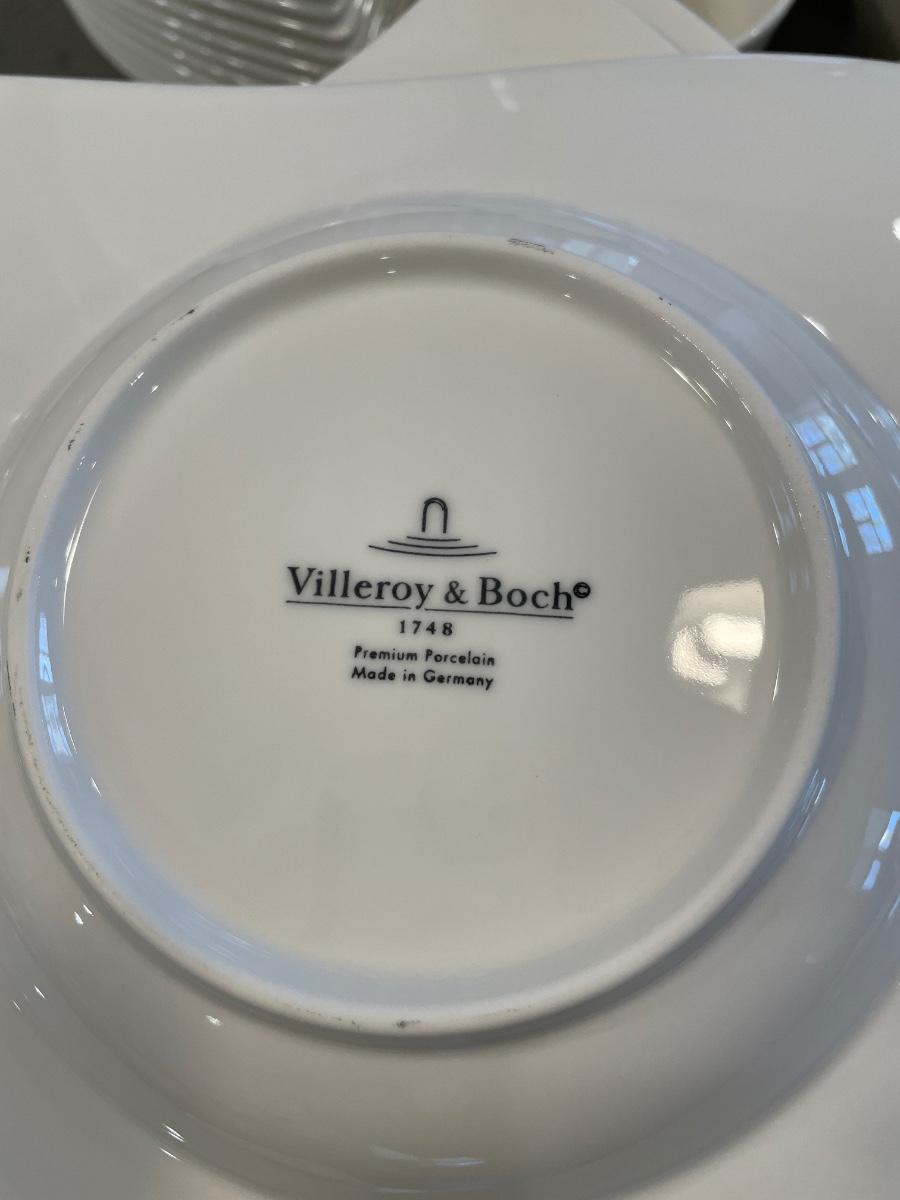 Villeroy & Boch©
1748
Premium Porcelain
Made in Germany